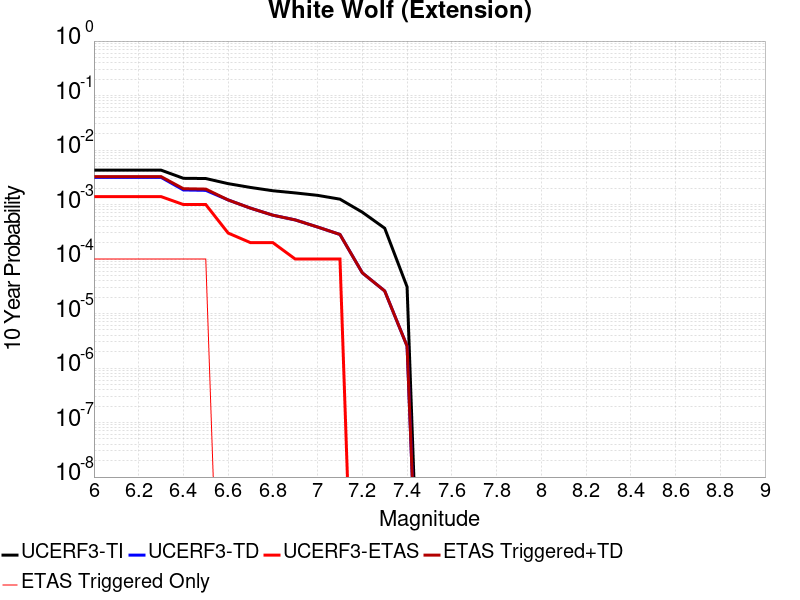 White Wolf (Extension)
10 Year Probability
10^0
10^-1
10^-2
10^-3
10^-4
10^-5
10^-6
10^-7
10^-8
6 6.2 6.4 6.6 6.8 7 7.2 7.4 7.6 7.8 8 8.2 8.4 8.6 8.8 9
Magnitude
UCERF3-TI UCERF3-TD UCERF3-ETAS ETAS Triggered+TD
ETAS Triggered Only